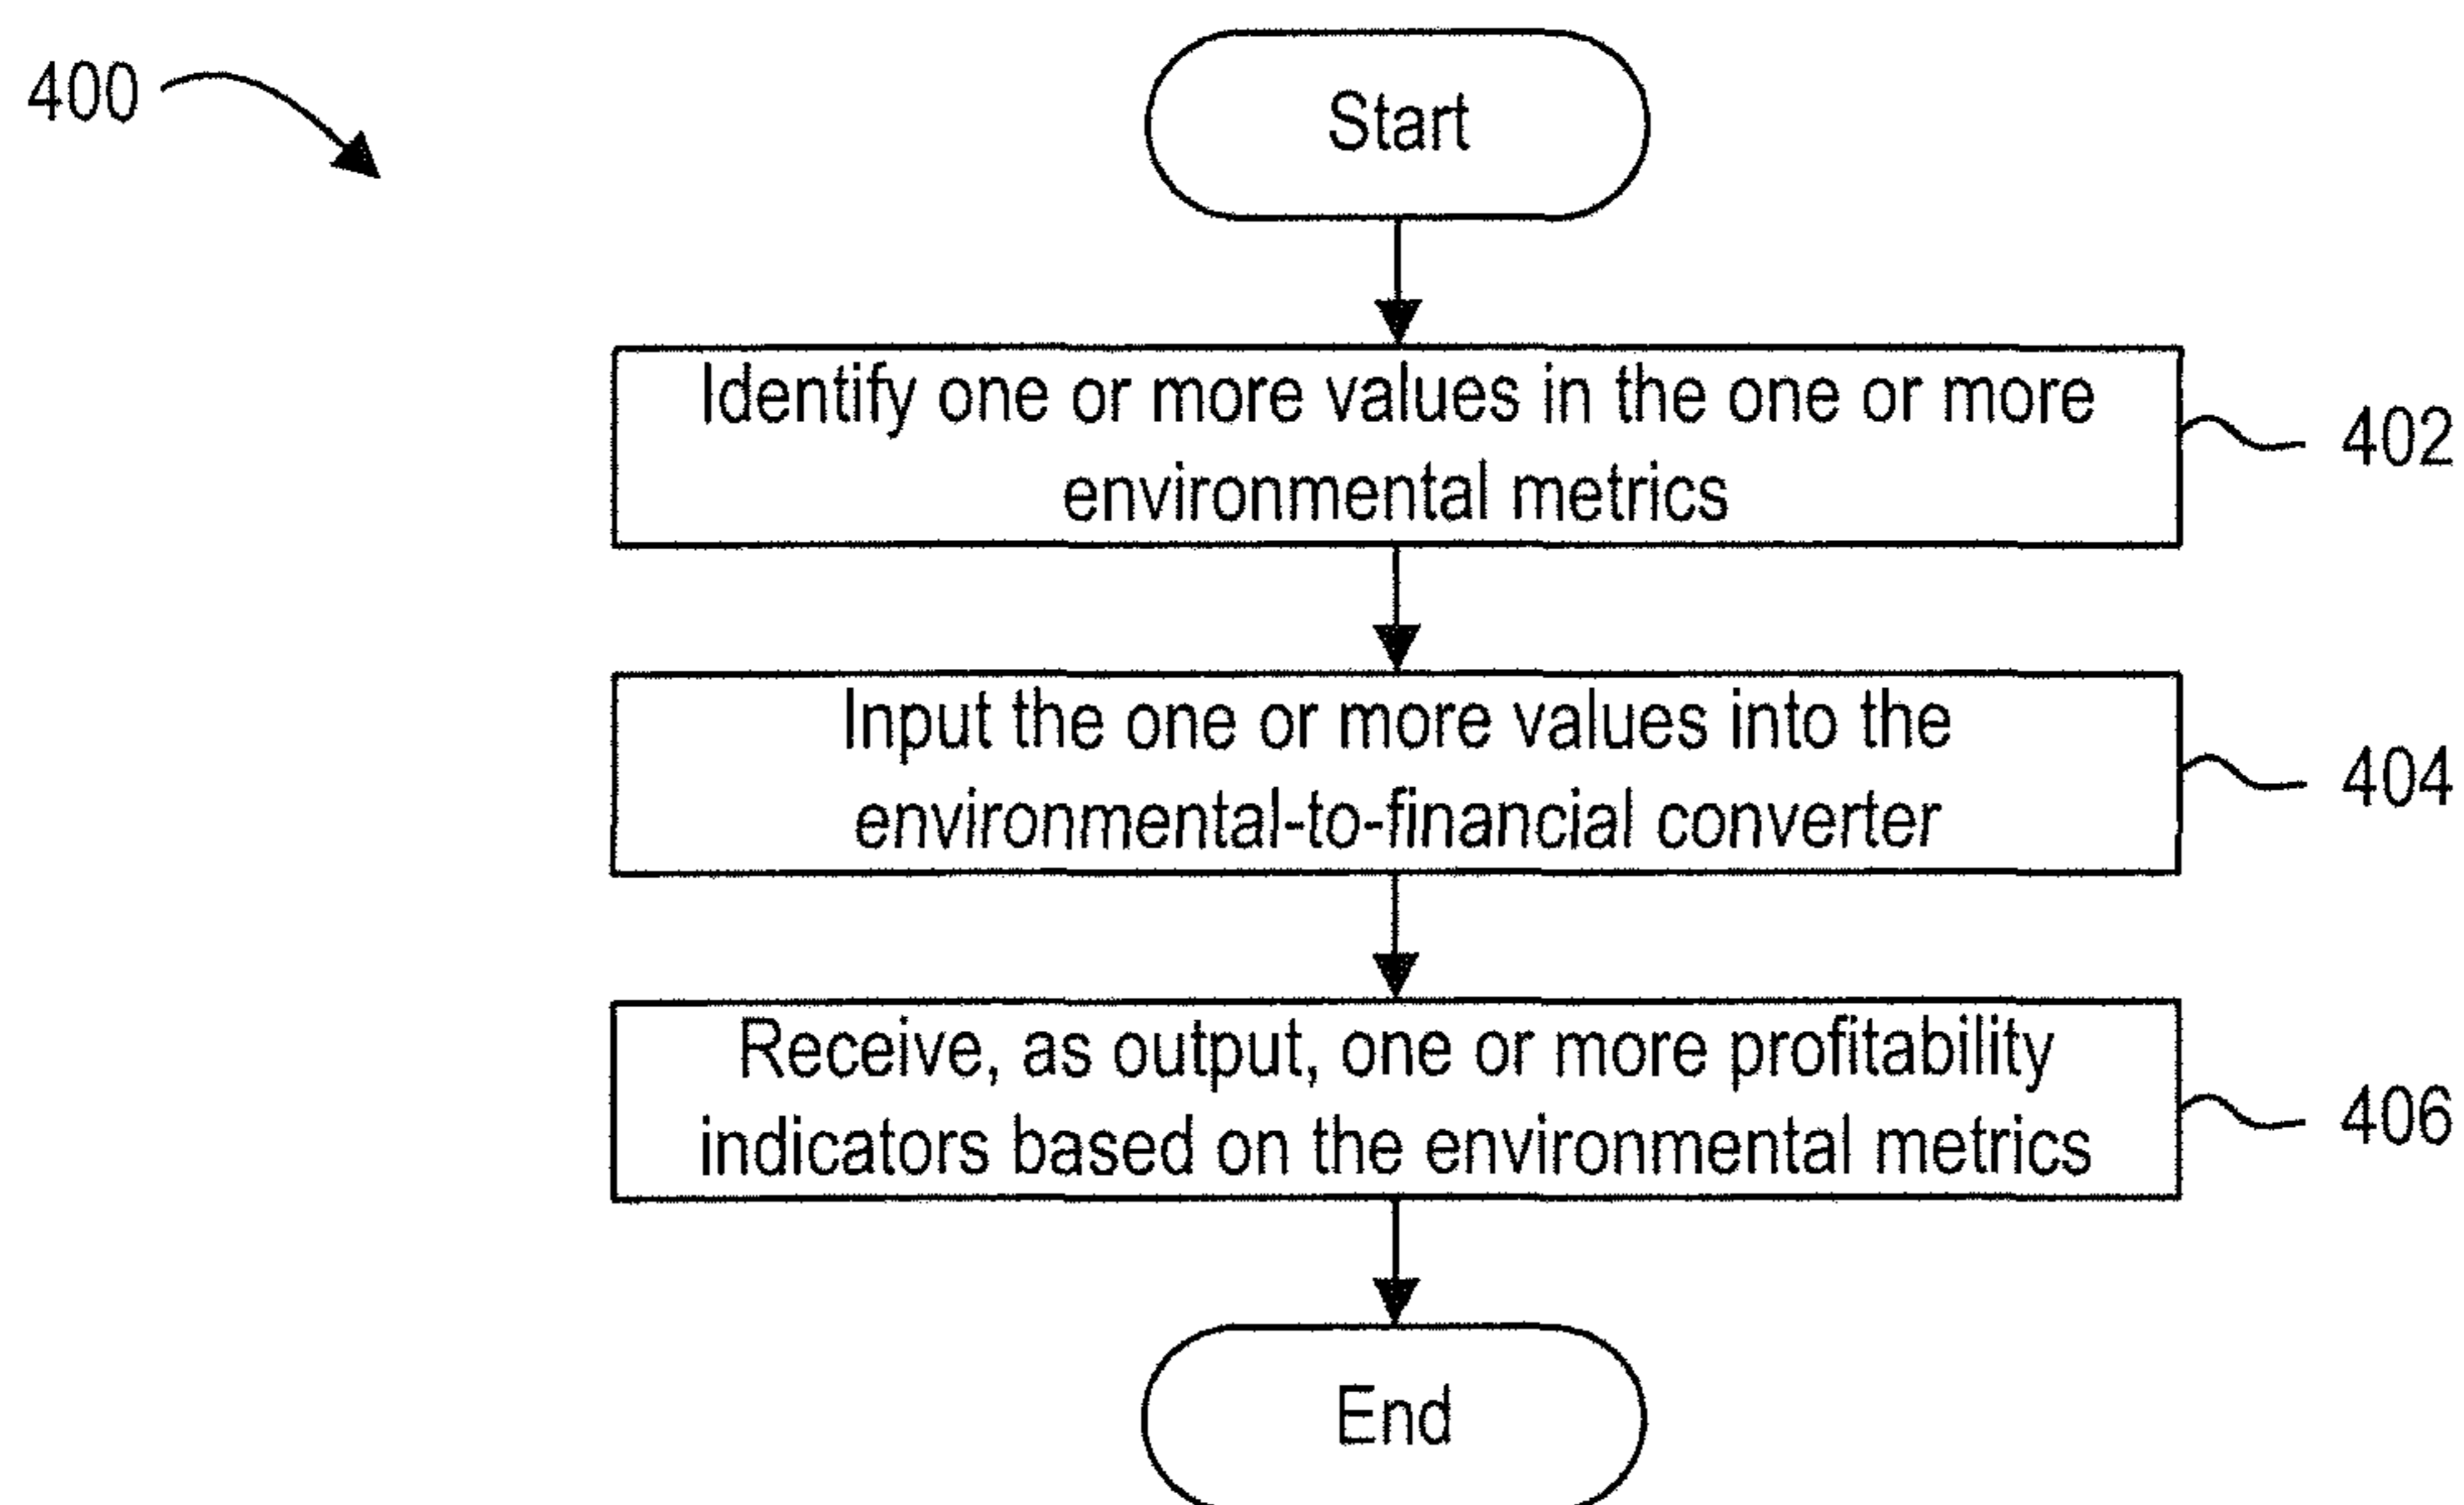 400
Start
Identify one or more values in the one or more
environmental metrics
402
Input the one or more values into the
environmental-to-financial converter
404
Receive, as output, one or more profitability
indicators based on the environmental metrics
406
End